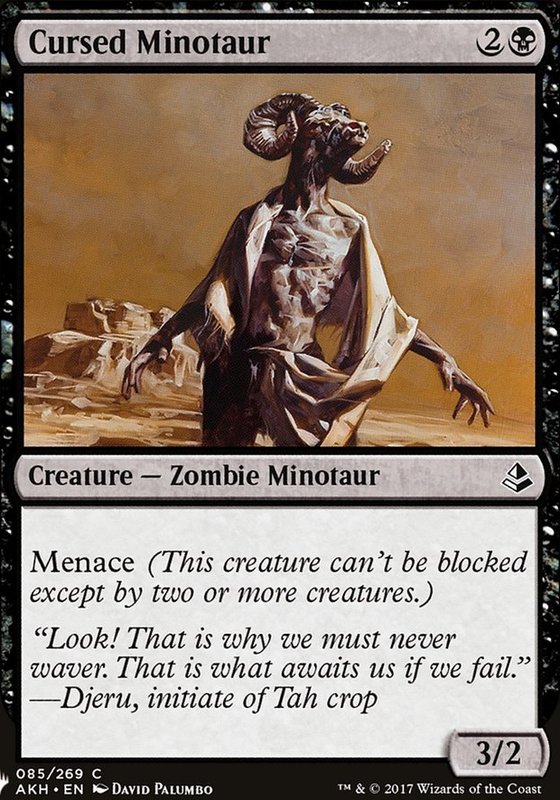 Cursed Minotaur 2
Creature — Zombie Minotaur
Menace (This creature can't be blocked
except by two or more creatures.)
“Look! That is why we must never
waver. That is what awaits us if we fail.”
—Djeru, initiate of Tah crop
3/2
085/269 C
AKH • EN DAVID PALUMBO
™ & © 2017 Wizards of the Coast